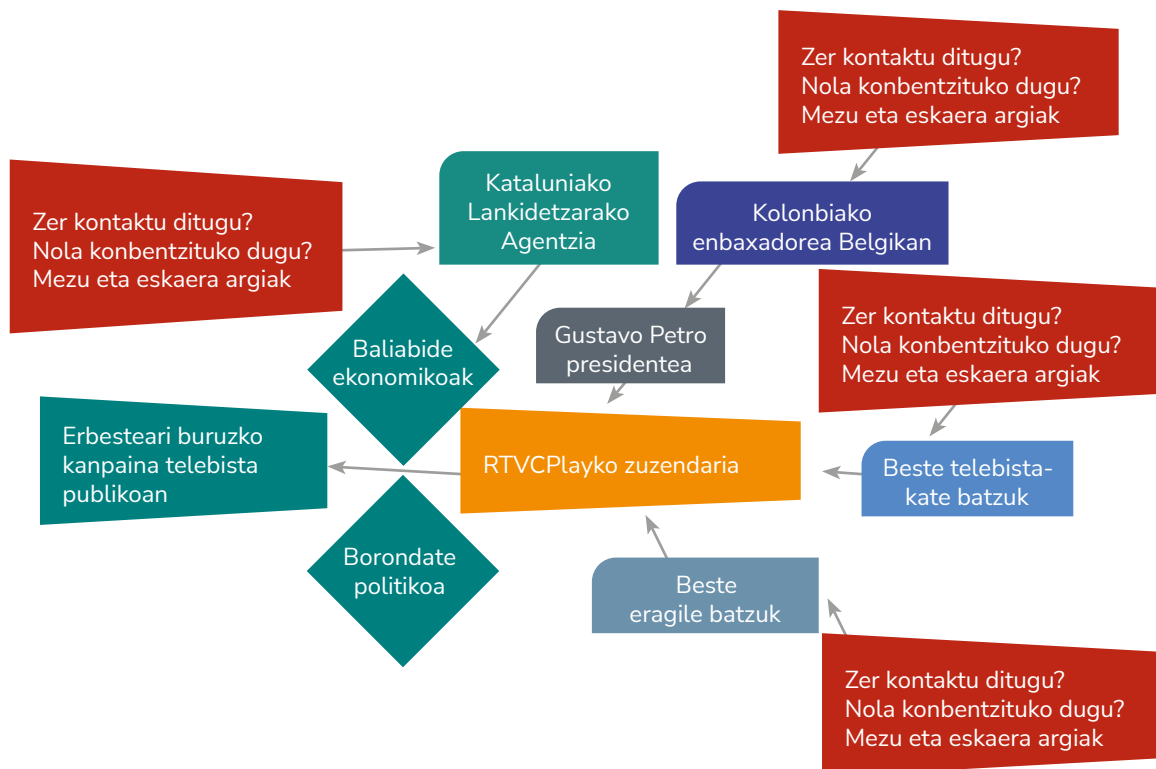 Zer kontaktu ditugu?
Nola konbentzituko dugu?
Mezu eta eskaera argiak
Kataluniako
Lankidetzarako
Agentzia
Kolonbiako
enbaxadorea Belgikan
Zer kontaktu ditugu?
Nola konbentzituko dugu?
Mezu eta eskaera argiak
Zer kontaktu ditugu?
Nola konbentzituko dugu?
Mezu eta eskaera argiak
Gustavo Petro
presidentea
Baliabide
ekonomikoak
Erbesteari buruzko
kanpaina telebista
publikoan
RTVCPlayko zuzendaria
Beste telebista-
kate batzuk
Borondate
politikoa
Beste
eragile batzuk
Zer kontaktu ditugu?
Nola konbentzituko dugu?
Mezu eta eskaera argiak